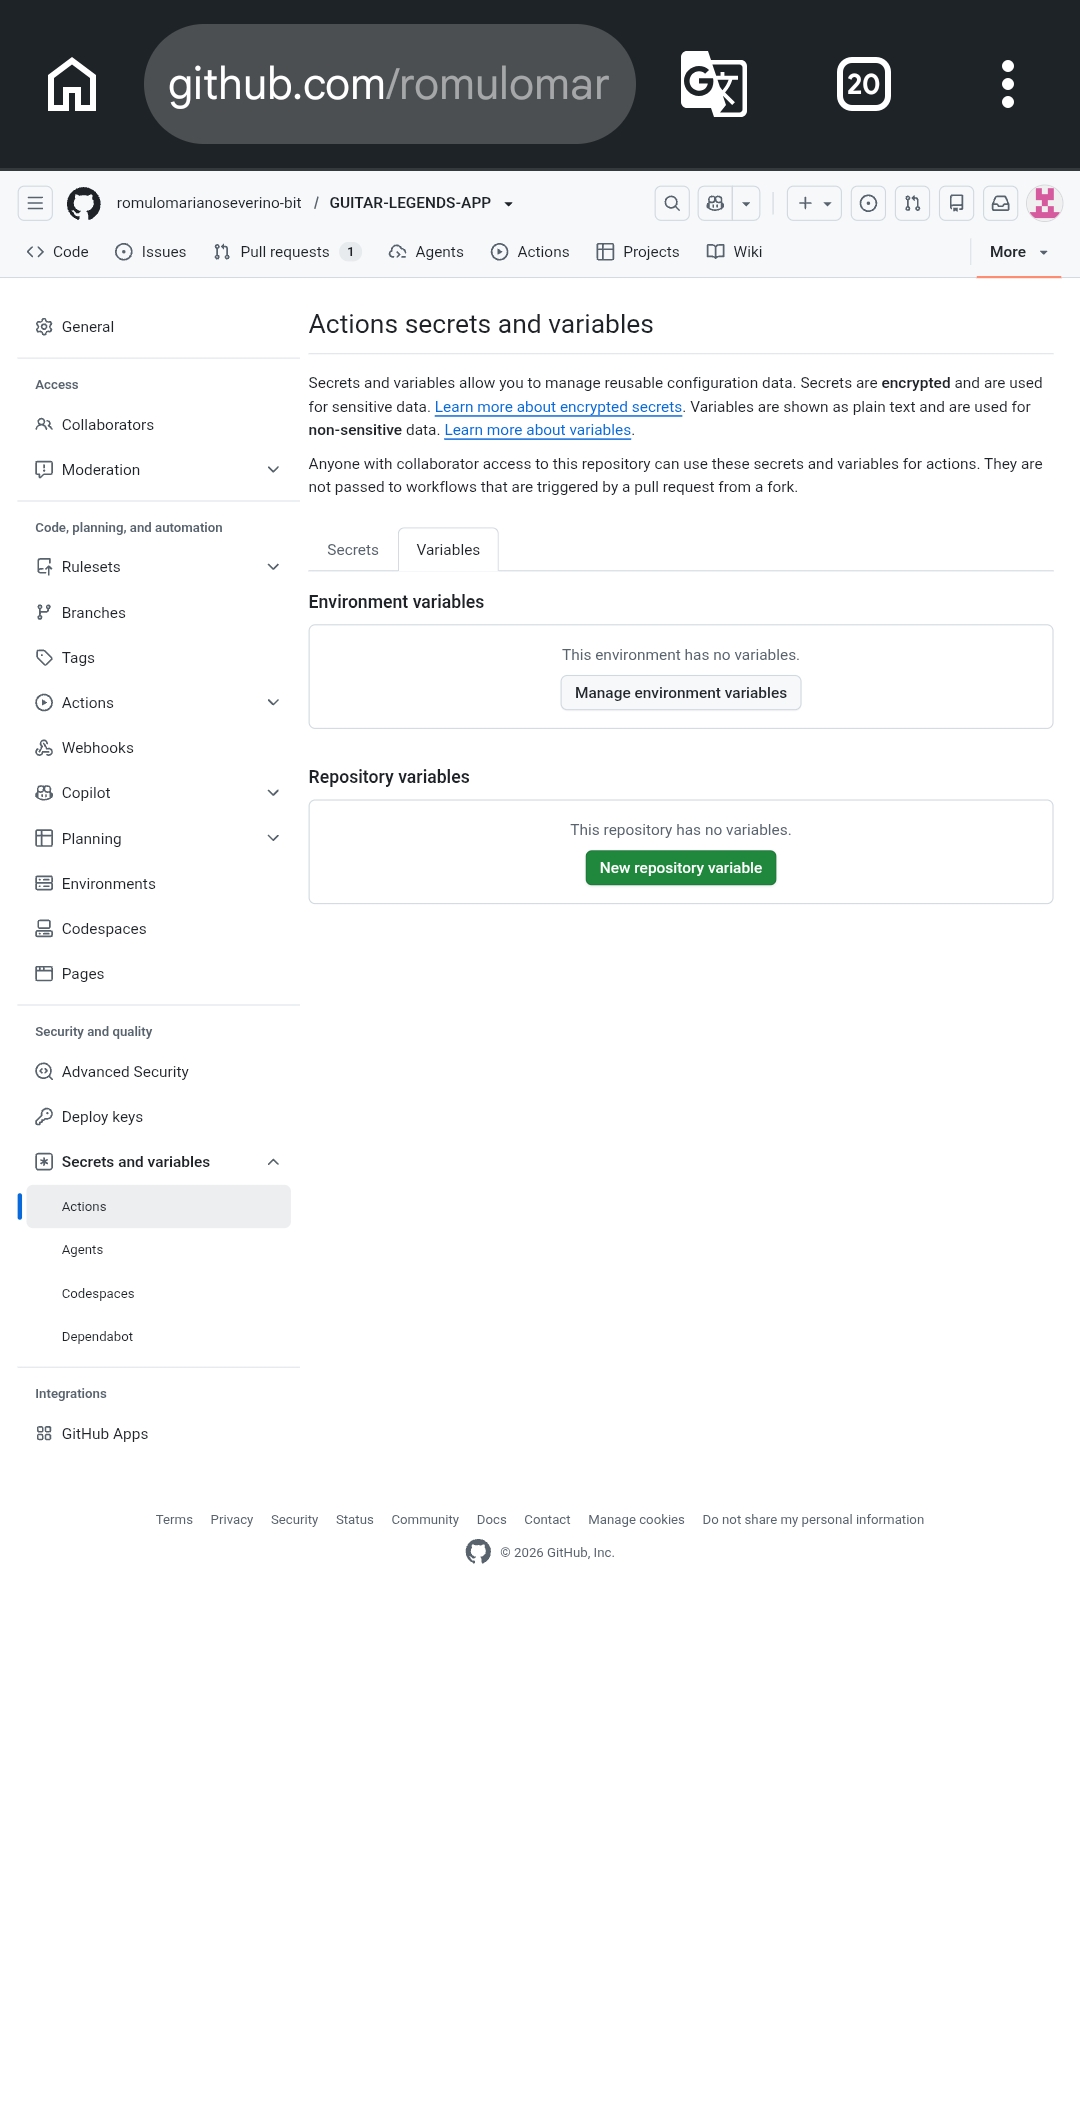 github.com/romulomar
20
romulomarianoseverino-bit / GUITAR-LEGENDS-APP
Code Issues Pull requests 1 Agents Actions Projects Wiki More
General
Access
Collaborators
Moderation
Code, planning, and automation
Rulesets
Branches
Tags
Actions
Webhooks
Copilot
Planning
Environments
Codespaces
Pages
Security and quality
Advanced Security
Deploy keys
Secrets and variables
Actions
Agents
Codespaces
Dependabot
Integrations
GitHub Apps
Actions secrets and variables
Secrets and variables allow you to manage reusable configuration data. Secrets are encrypted and are used
for sensitive data. Learn more about encrypted secrets. Variables are shown as plain text and are used for
non-sensitive data. Learn more about variables.
Anyone with collaborator access to this repository can use these secrets and variables for actions. They are
not passed to workflows that are triggered by a pull request from a fork.
Secrets Variables
Environment variables
This environment has no variables.
Manage environment variables
Repository variables
This repository has no variables.
New repository variable
Terms Privacy Security Status Community Docs Contact Manage cookies Do not share my personal information
© 2026 GitHub, Inc.